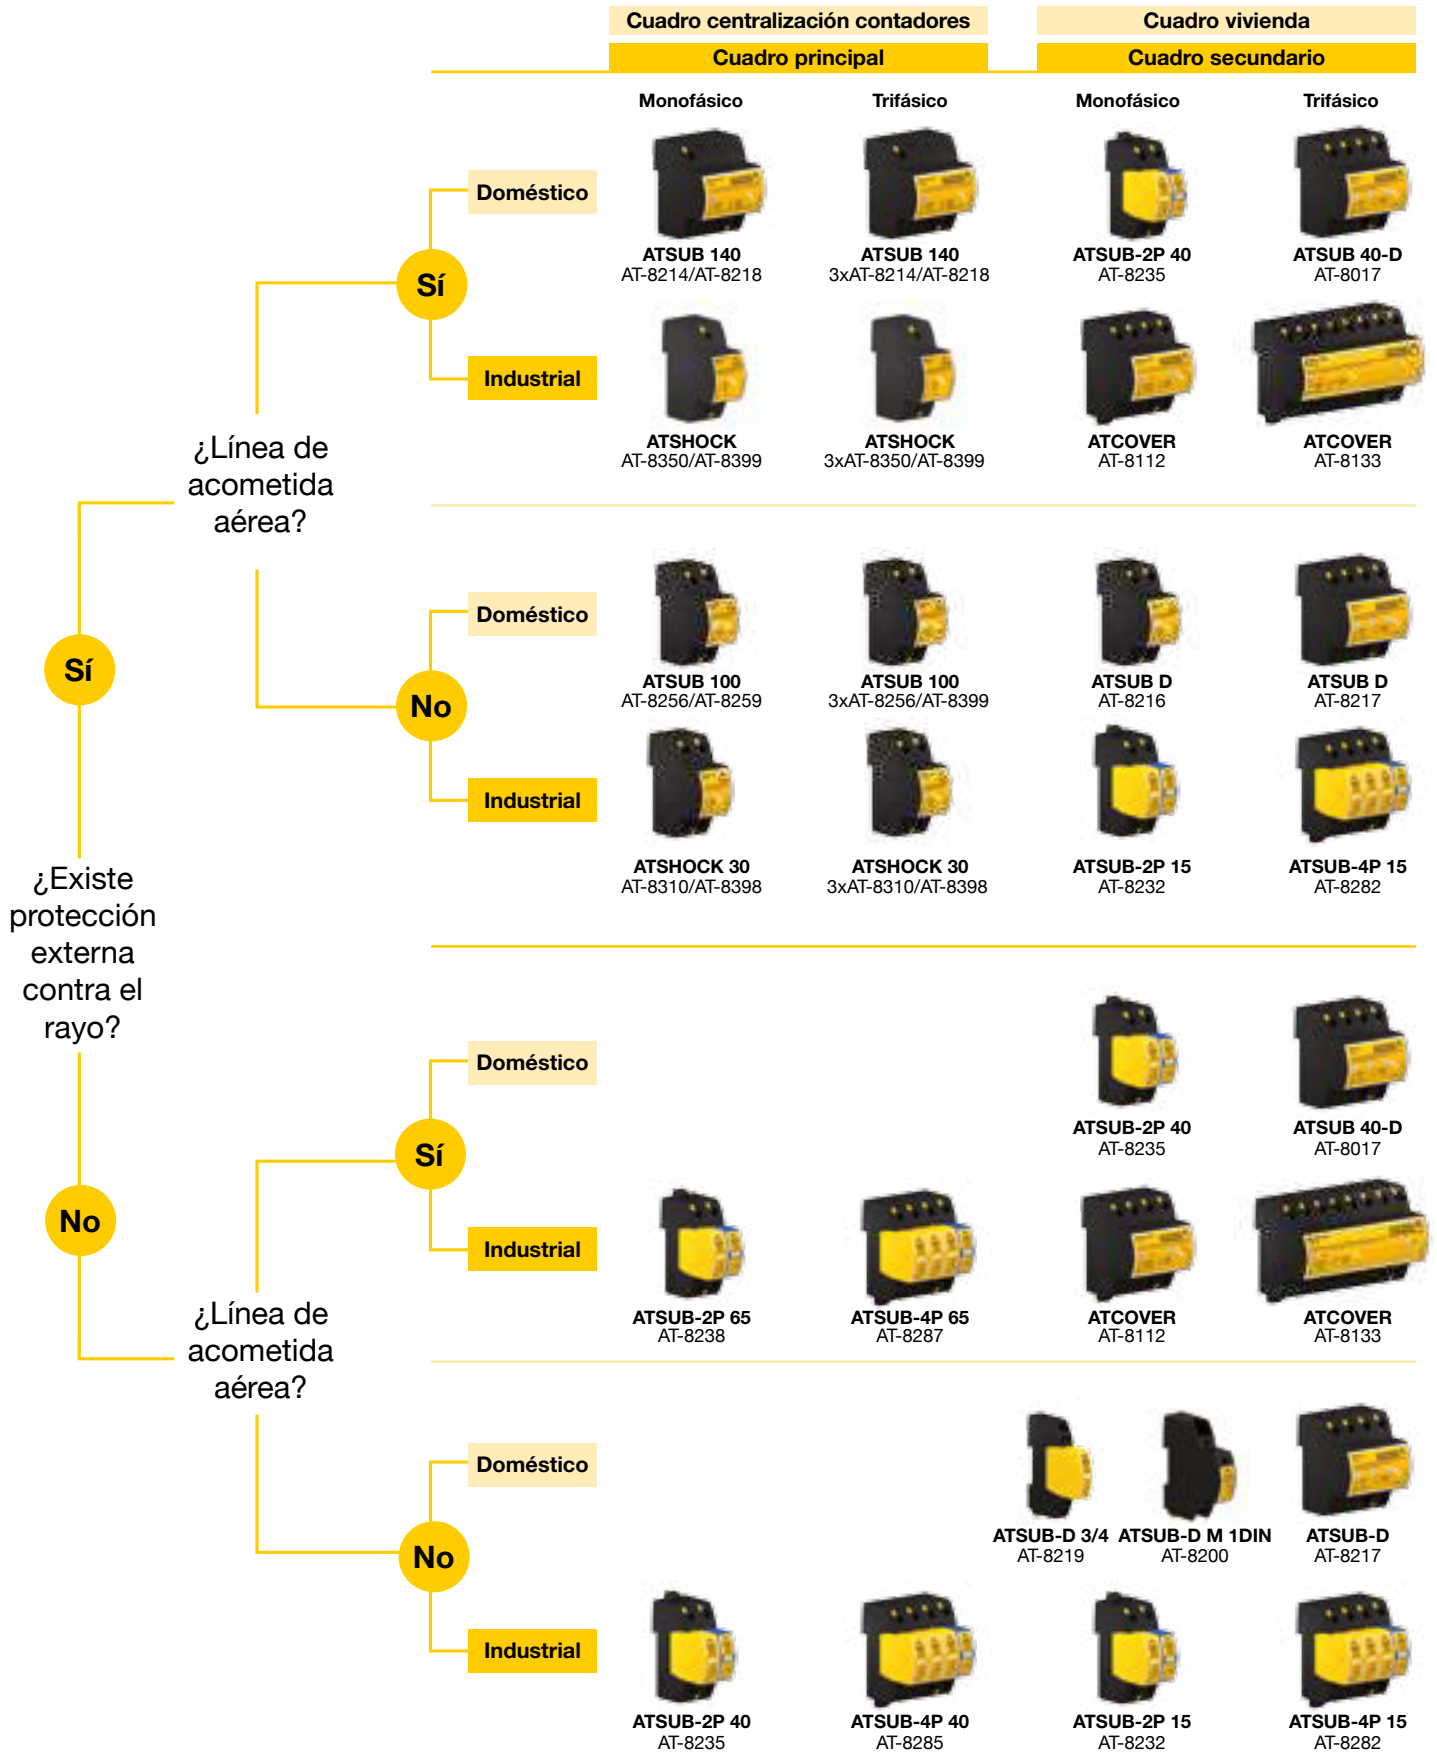 Cuadro centralización contadores
Cuadro vivienda
Cuadro principal
Cuadro secundario
Monofásico
Trifásico
Monofásico
Trifásico
Doméstico
ATSUB 140
AT-8214/AT-8218
ATSUB 140
3xAT-8214/AT-8218
ATSUB-2P 40
AT-8235
ATSUB 40-D
AT-8017
Sí
Industrial
ATSHOCK
AT-8350/AT-8399
ATSHOCK
3xAT-8350/AT-8399
ATCOVER
AT-8112
ATCOVER
AT-8133
¿Línea de
acometida
aérea?
Doméstico
ATSUB 100
AT-8256/AT-8259
ATSUB 100
3xAT-8256/AT-8399
ATSUB D
AT-8216
ATSUB D
AT-8217
Sí
No
Industrial
ATSHOCK 30
AT-8310/AT-8398
ATSHOCK 30
3xAT-8310/AT-8398
ATSUB-2P 15
AT-8232
ATSUB-4P 15
AT-8282
¿Existe
protección
externa
contra el
rayo?
Doméstico
ATSUB-2P 40
AT-8235
ATSUB 40-D
AT-8017
Sí
No
Industrial
ATSUB-2P 65
AT-8238
ATSUB-4P 65
AT-8287
ATCOVER
AT-8112
ATCOVER
AT-8133
¿Línea de
acometida
aérea?
Doméstico
ATSUB-D 3/4
AT-8219
ATSUB-D M 1DIN
AT-8200
ATSUB-D
AT-8217
No
Industrial
ATSUB-2P 40
AT-8235
ATSUB-4P 40
AT-8285
ATSUB-2P 15
AT-8232
ATSUB-4P 15
AT-8282